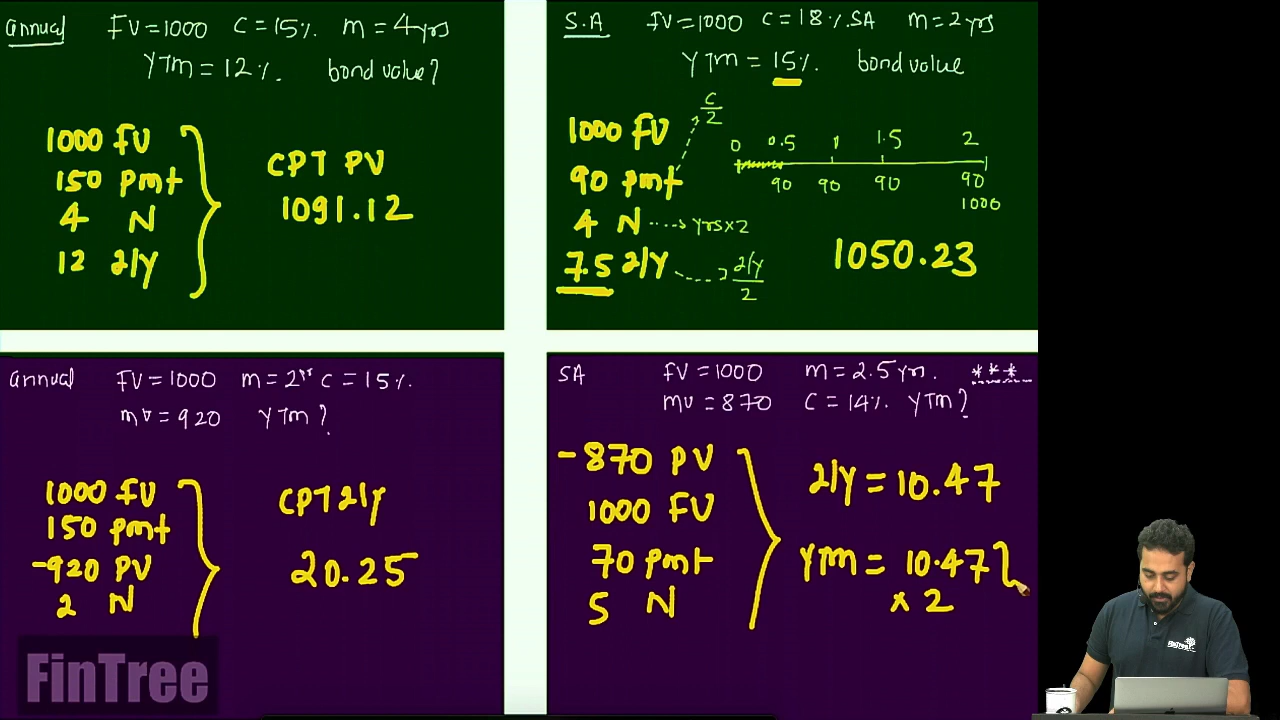 annual FV=1000 C=15%. m=4yrs
YTM=12%. bond value?
1000 FV
150 pmt
4 N
12 I/Y
CPT PV
1091.12
S.A FV=1000 C=18%.SA m=2yrs
YTM=15%. bond value
1000 FV
90 pmt
4 N
7.5 I/Y
C/2
yrs×2
I/Y/2
0 0.5 1 1.5 2
90 90 90 90
1000
1050.23
annual FV=1000 m=2yr C=15%.
mv=920 YTM?
1000 FV
150 pmt
-920 PV
2 N
CPT I/Y
20.25
SA FV=1000 m=2.5yrs. ***
mv=870 C=14%. YTM?
-870 PV
1000 FV
70 pmt
5 N
I/Y=10.47
YTM=10.47
×2
FinTree